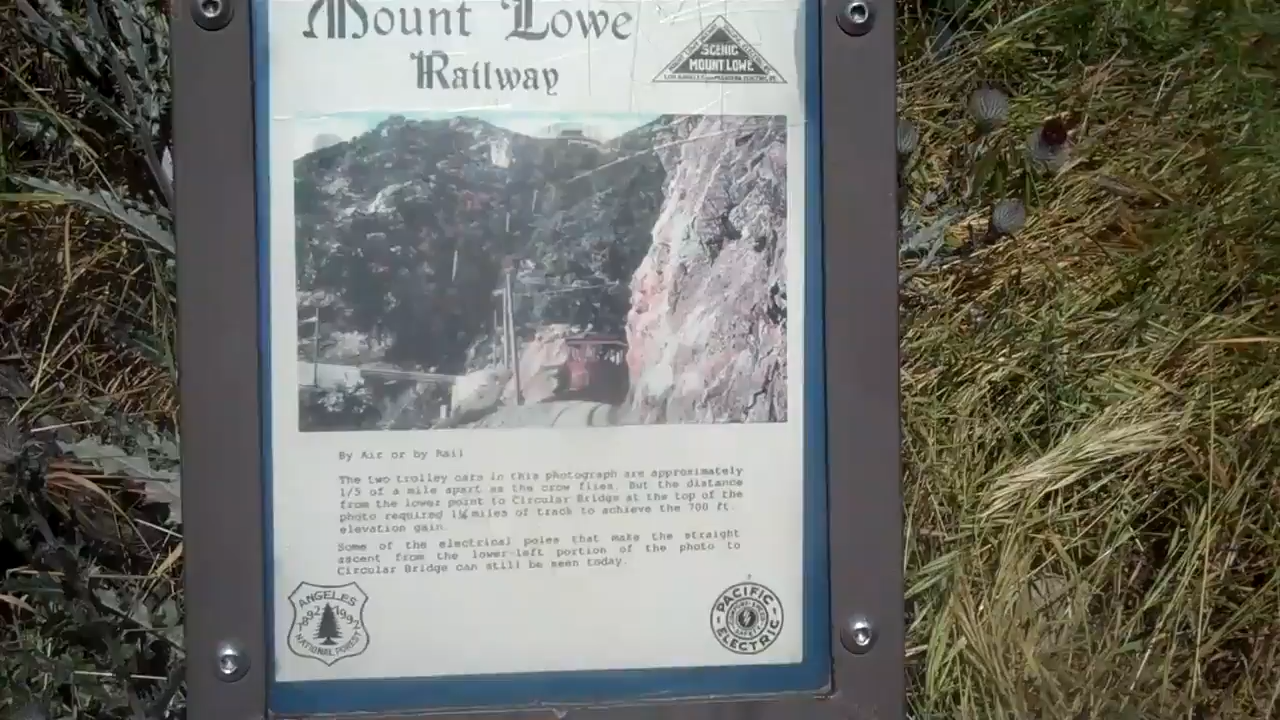 Mount Lowe
Railway
SCENIC
MOUNT LOWE
By Air or by Rail
The two trolley cars in this photograph are approximately
1/5 of a mile apart as the crow flies. But the distance
from the lower point to Circular Bridge at the top of the
photo required 1½ miles of track to achieve the 700 ft.
elevation gain.
Some of the electrical poles that make the straight
ascent from the lower-left portion of the photo to
Circular Bridge can still be seen today.
ANGELES
1892 1992
NATIONAL FOREST
PACIFIC
ELECTRIC